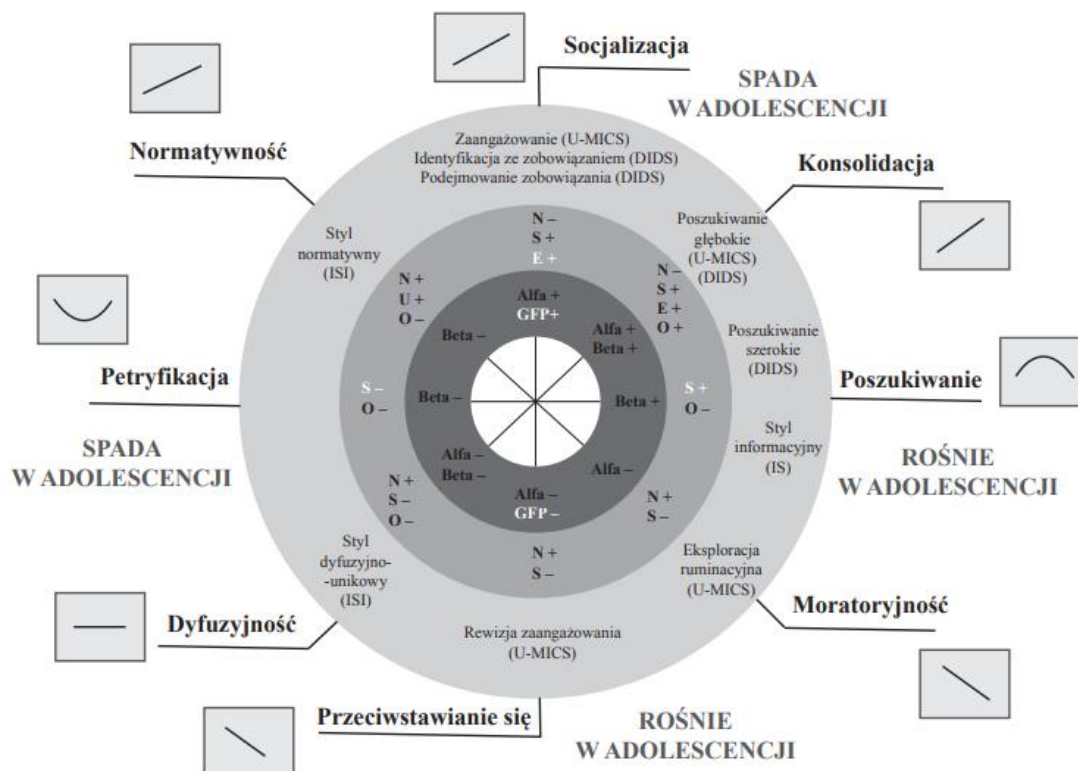 Socjalizacja
SPADA
W ADOLESCENCJI
Normatywność
Konsolidacja
Zaangażowanie (U-MICS)
Identyfikacja ze zobowiązaniem (DIDS)
Podejmowanie zobowiązania (DIDS)
Styl
normatywny
(ISI)
N –
S +
E +
Poszukiwanie
głębokie
(U-MICS)
(DIDS)
N +
U +
O –
N –
S +
E +
O +
Alfa +
GFP+
Beta –
Alfa +
Beta +
Poszukiwanie
szerokie
(DIDS)
Petryfikacja
SPADA
W ADOLESCENCJI
S –
O –
Beta –
Beta +
S +
O –
Poszukiwanie
ROŚNIE
W ADOLESCENCJI
Styl
informacyjny
(IS)
Alfa –
Beta –
Alfa –
Alfa –
GFP –
N +
S –
O –
N +
S –
N +
S –
Styl
dyfuzyjno-
-unikowy
(ISI)
Eksploracja
ruminacyjna
(U-MICS)
Dyfuzyjność
Moratoryjność
Rewizja zaangażowania
(U-MICS)
Przeciwstawianie się
ROŚNIE
W ADOLESCENCJI